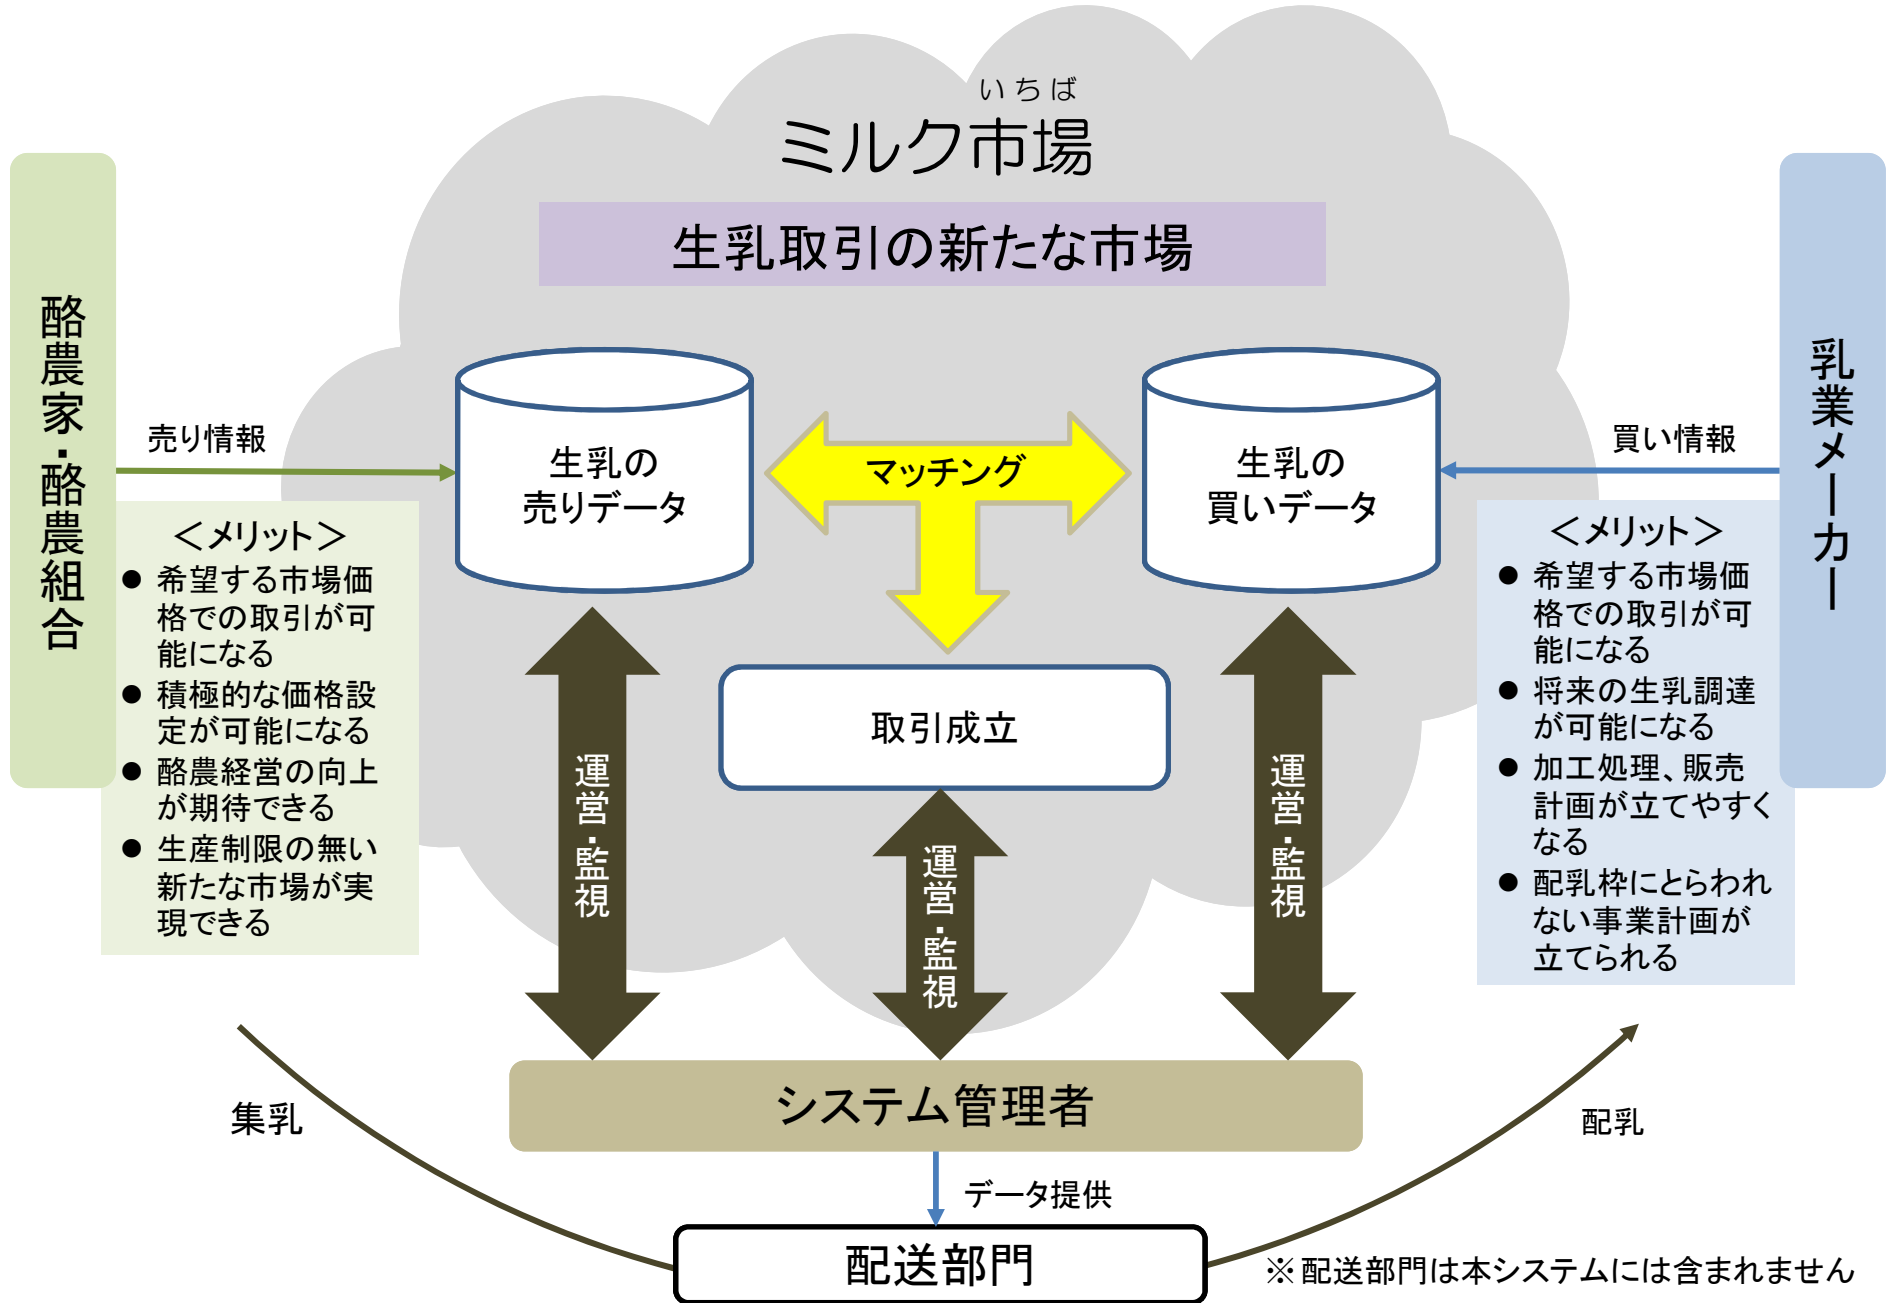 いちば
ミルク市場
生乳取引の新たな市場
酪農家・酪農組合
乳業メーカー
売り情報
買い情報
生乳の
売りデータ
マッチング
生乳の
買いデータ
＜メリット＞
● 希望する市場価
格での取引が可
能になる
● 積極的な価格設
定が可能になる
● 酪農経営の向上
が期待できる
● 生産制限の無い
新たな市場が実
現できる
＜メリット＞
● 希望する市場価
格での取引が可
能になる
● 将来の生乳調達
が可能になる
● 加工処理、販売
計画が立てやすく
なる
● 配乳枠にとらわれ
ない事業計画が
立てられる
取引成立
運営・監視
運営・監視
運営・監視
システム管理者
集乳
配乳
データ提供
配送部門
※配送部門は本システムには含まれません